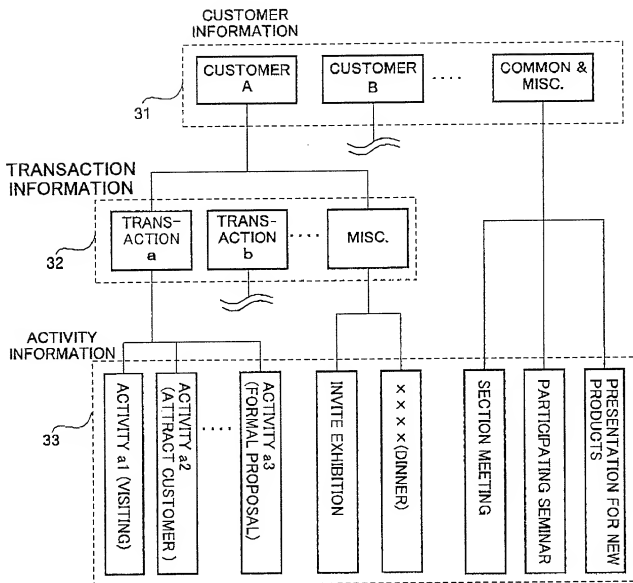 CUSTOMER
INFORMATION
CUSTOMER
A
CUSTOMER
B
....
COMMON &
MISC.
31
TRANSACTION
INFORMATION
TRANS-
ACTION
a
TRANS-
ACTION
b
....
MISC.
32
ACTIVITY
INFORMATION
ACTIVITY a1 (VISITING)
ACTIVITY a2
(ATTRACT CUSTOMER)
....
ACTIVITY a3
(FORMAL PROPOSAL)
INVITE EXHIBITION
××××(DINNER)
SECTION MEETING
PARTICIPATING SEMINAR
PRESENTATION FOR NEW
PRODUCTS
33